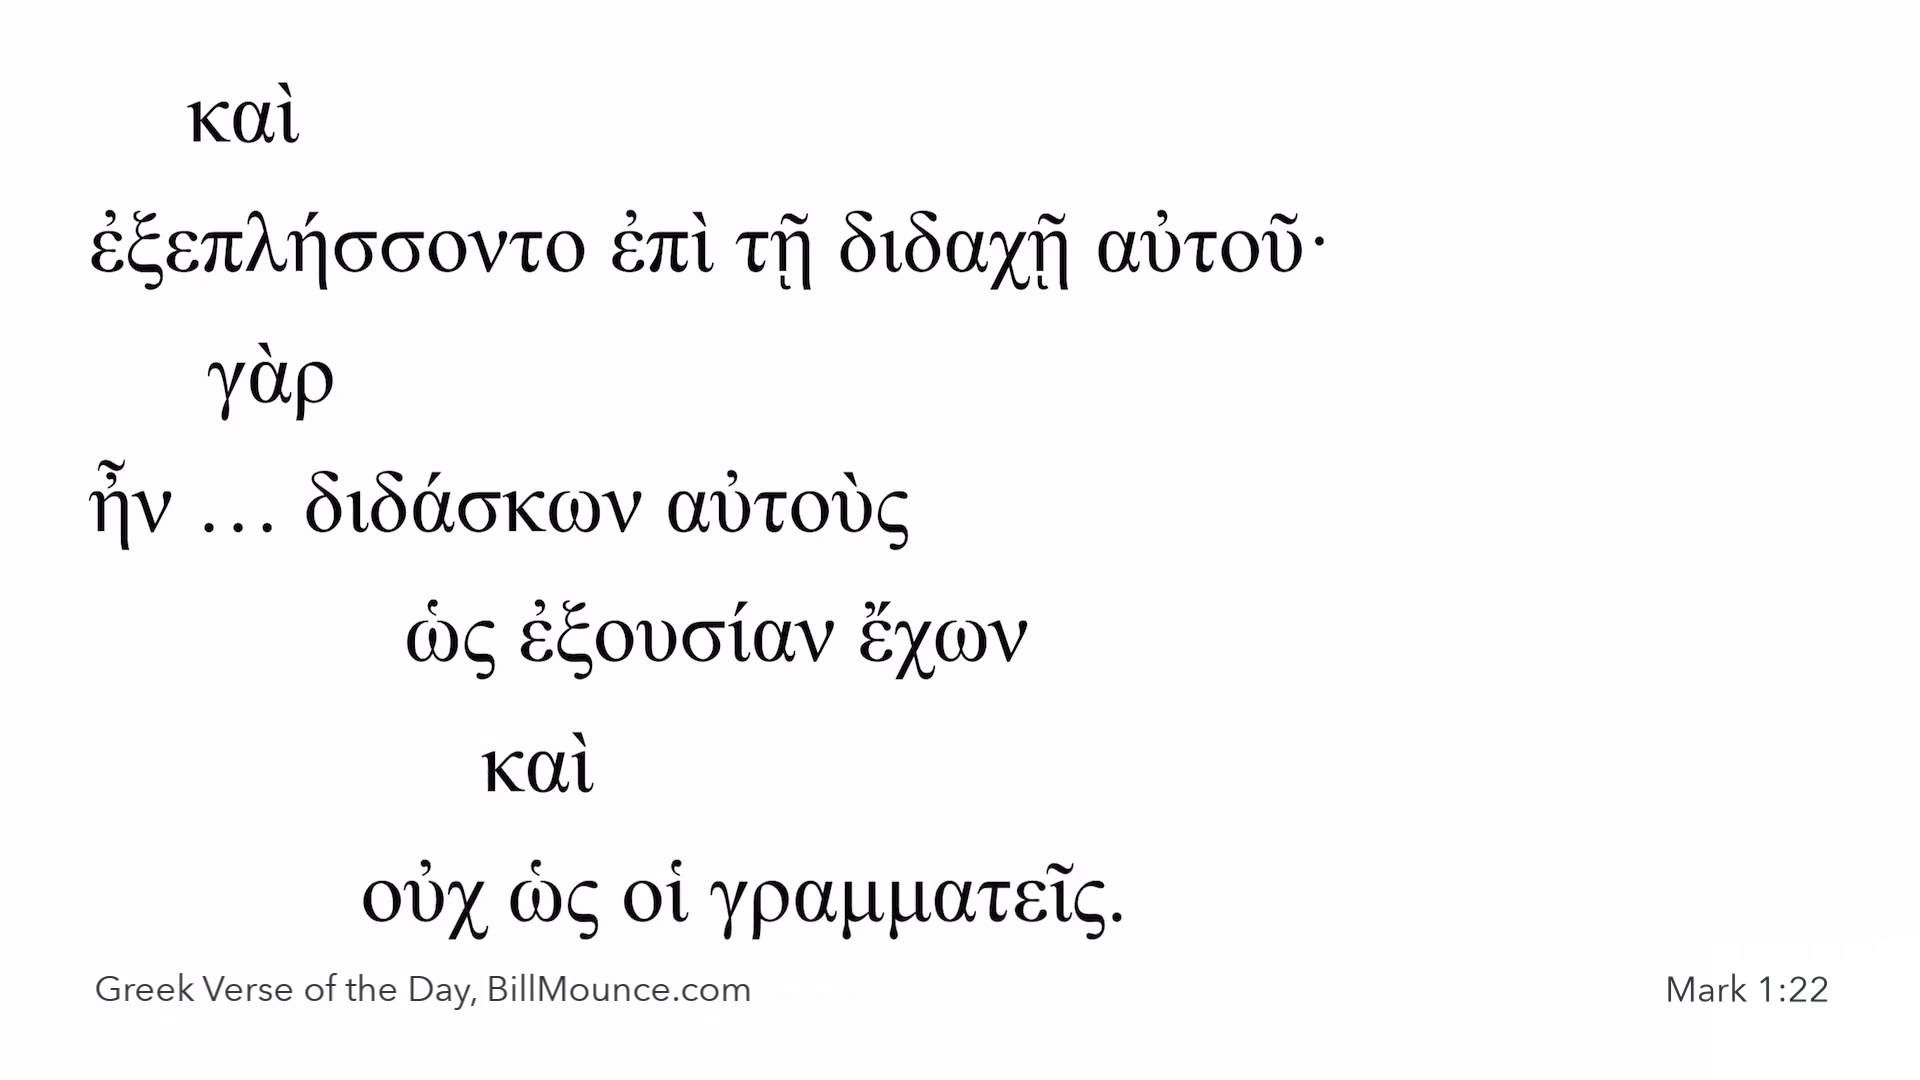 καὶ
ἐξεπλήσσοντο ἐπὶ τῇ διδαχῇ αὐτοῦ·
γὰρ
ἦν … διδάσκων αὐτοὺς
ὡς ἐξουσίαν ἔχων
καὶ
οὐχ ὡς οἱ γραμματεῖς.
Greek Verse of the Day, BillMounce.com
Mark 1:22